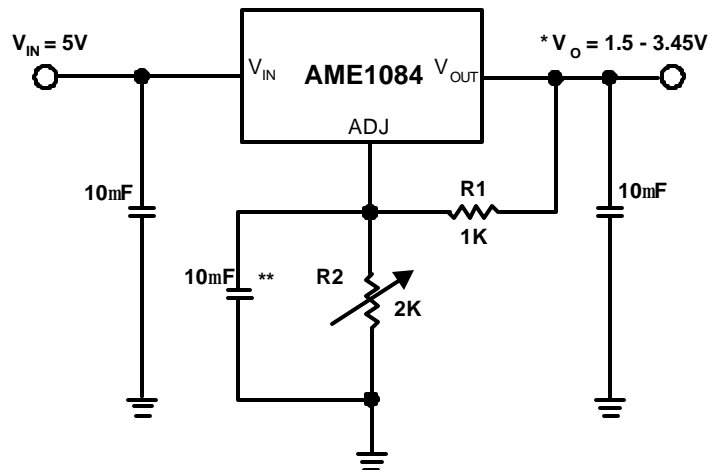 V_IN = 5V
* V_O = 1.5 - 3.45V
V_IN
AME1084
V_OUT
ADJ
10mF
R1
1K
10mF
10mF
**
R2
2K